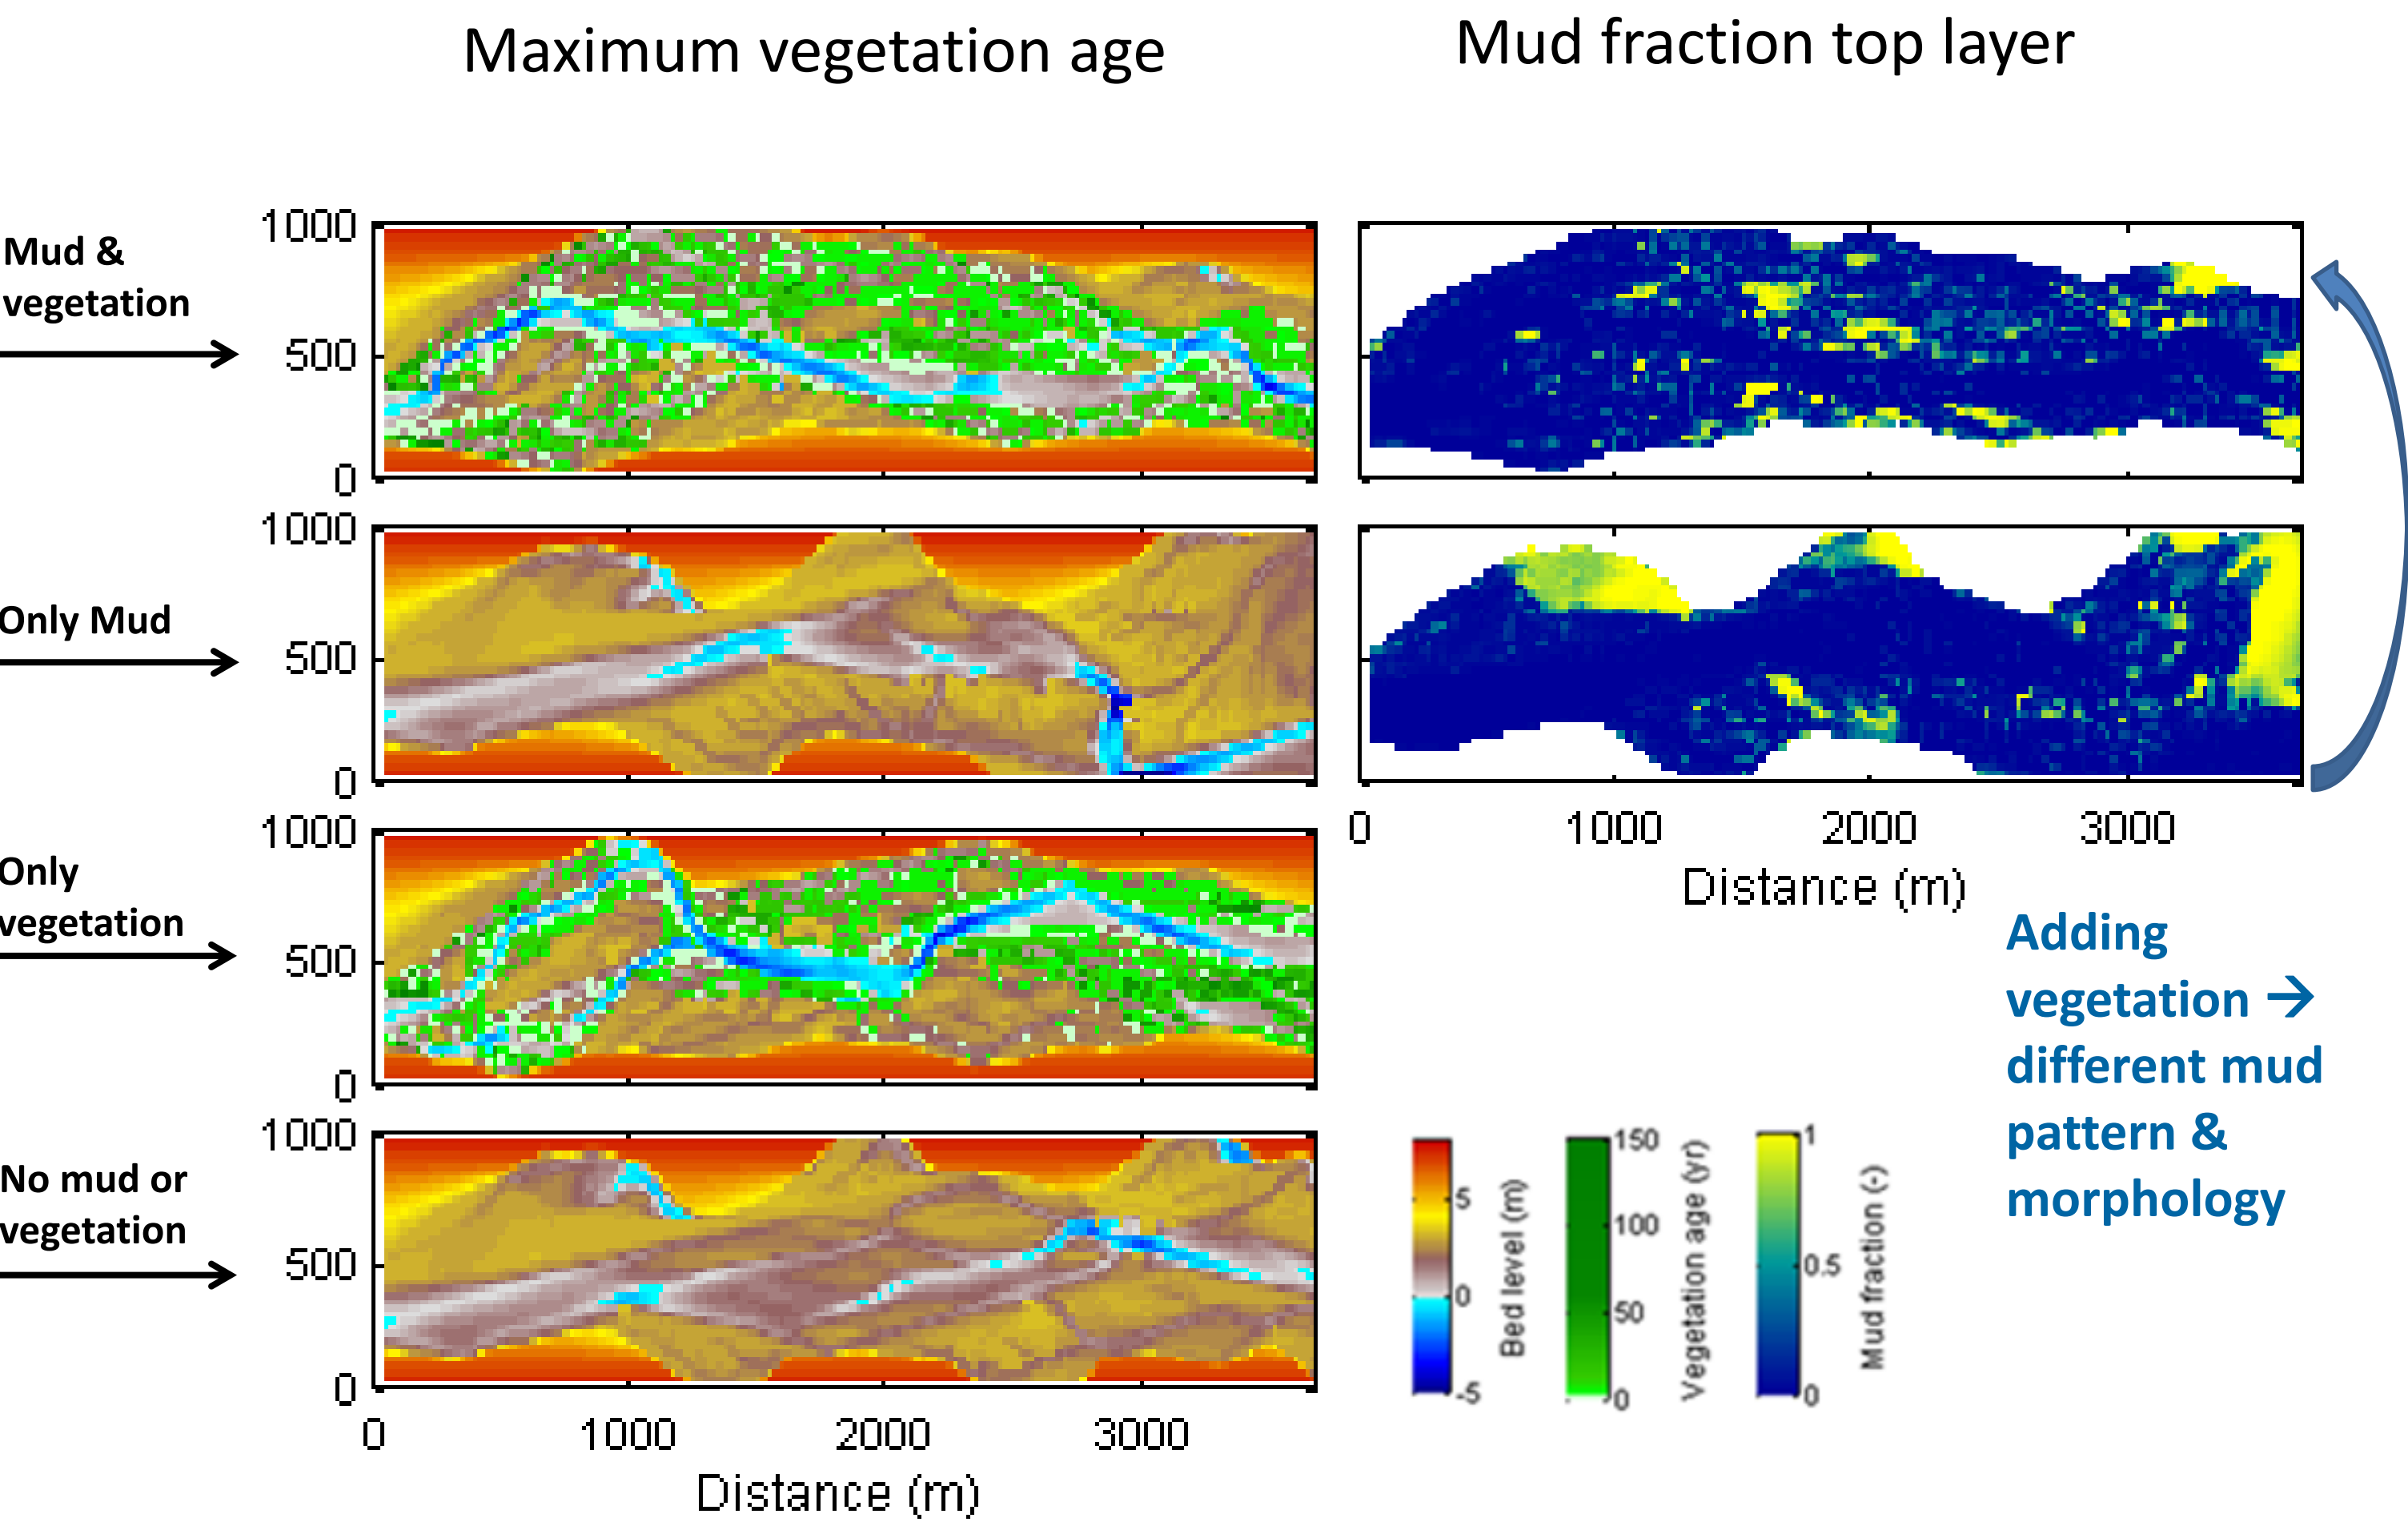 Maximum vegetation age
Mud fraction top layer
Mud &
vegetation
1000
500
0
Only Mud
1000
500
0
0 1000 2000 3000
Distance (m)
Only
vegetation
1000
500
0
No mud or
vegetation
1000
500
0
0 1000 2000 3000
Distance (m)
Adding
vegetation →
different mud
pattern &
morphology
5
0
-5
Bed level (m)
150
100
50
0
Vegetation age (yr)
1
0.5
0
Mud fraction (-)